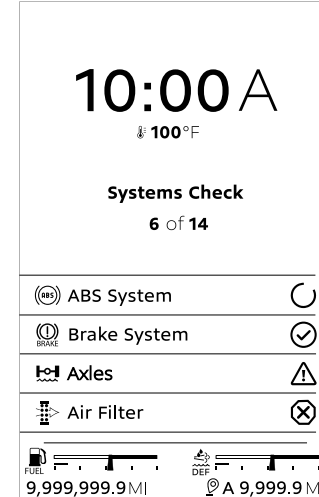 10:00 A
100°F
Systems Check
6 of 14
ABS ABS System
BRAKE Brake System
Axles
Air Filter
FUEL DEF
9,999,999.9 MI A 9,999.9 M